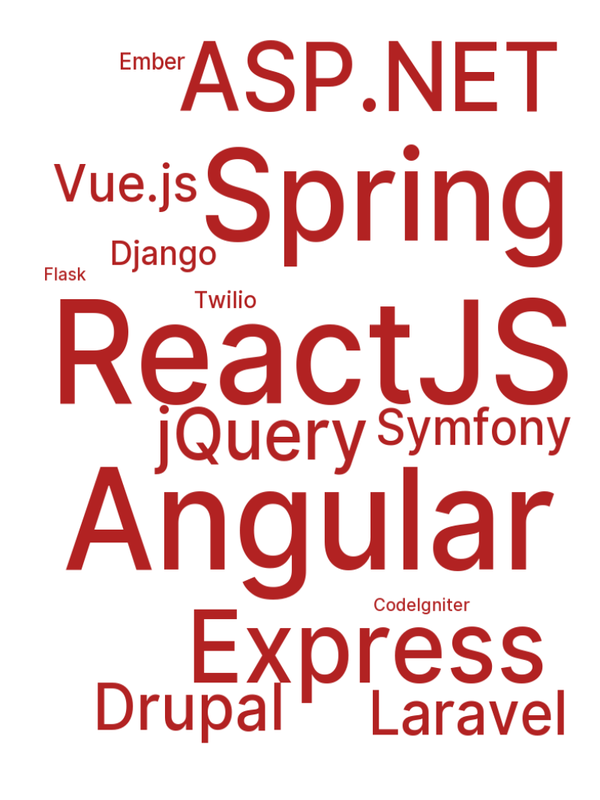 Ember
ASP.NET
Vue.js
Spring
Django
Flask
Twilio
ReactJS
jQuery
Symfony
Angular
CodeIgniter
Express
Drupal
Laravel